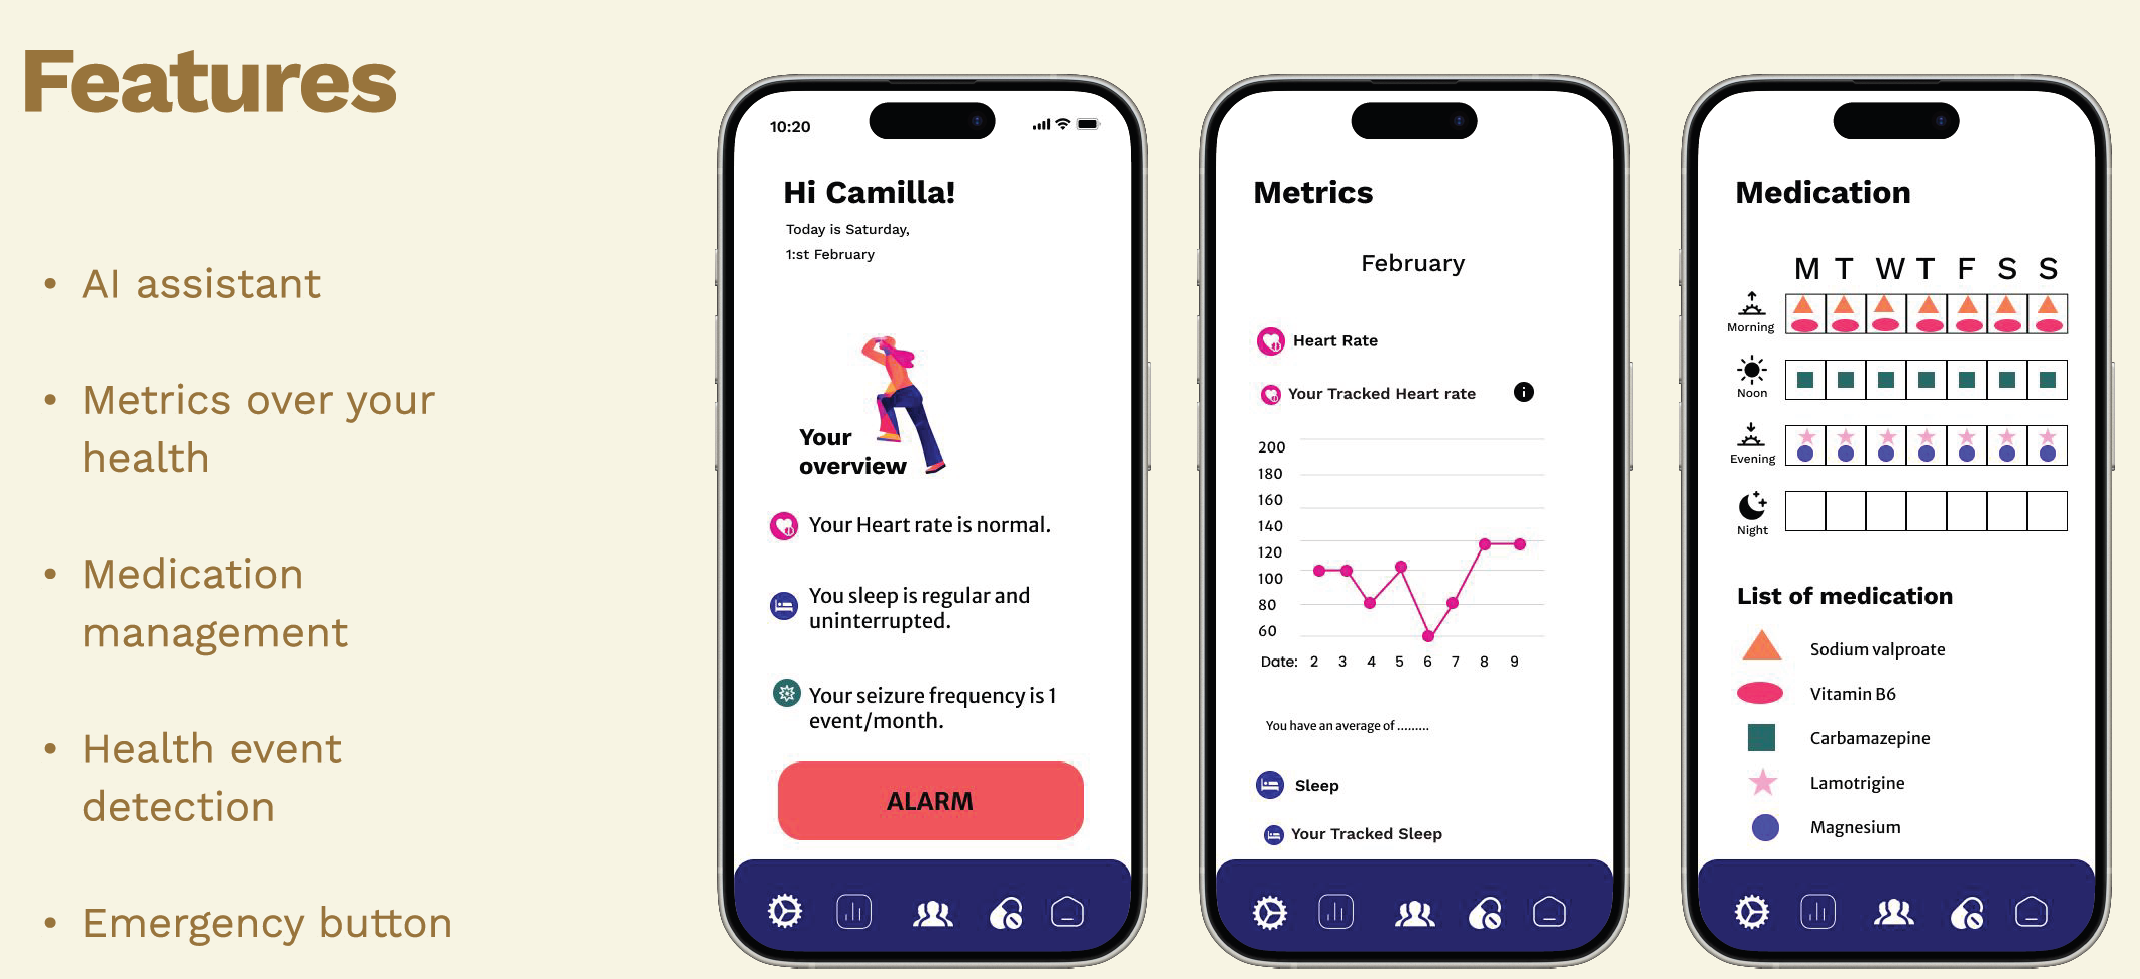 Features
• AI assistant
• Metrics over your
health
• Medication
management
• Health event
detection
• Emergency button
10:20
Hi Camilla!
Today is Saturday,
1:st February
Your
overview
Your Heart rate is normal.
You sleep is regular and
uninterrupted.
Your seizure frequency is 1
event/month.
ALARM
Metrics
February
Heart Rate
Your Tracked Heart rate
i
200
180
160
140
120
100
80
60
Date: 2 3 4 5 6 7 8 9
You have an average of .........
Sleep
Your Tracked Sleep
Medication
M T W T F S S
Morning
Noon
Evening
Night
List of medication
Sodium valproate
Vitamin B6
Carbamazepine
Lamotrigine
Magnesium